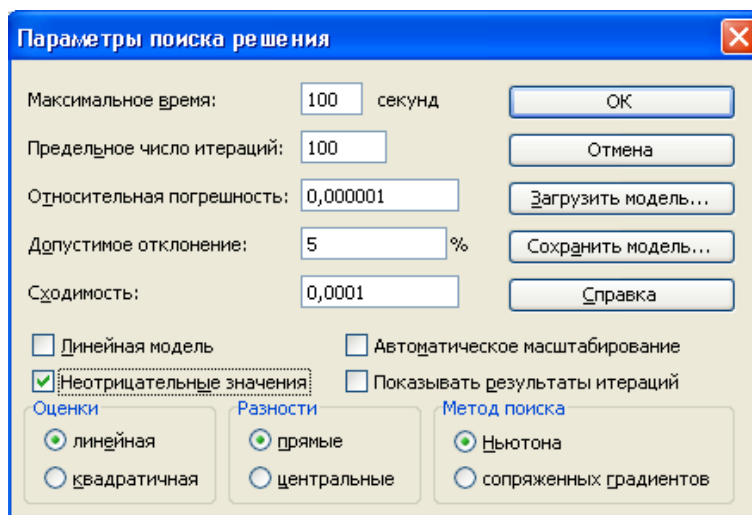 Параметры поиска решения
Максимальное время: 100 секунд ОК
Предельное число итераций: 100 Отмена
Относительная погрешность: 0,000001 Загрузить модель...
Допустимое отклонение: 5 % Сохранить модель...
Сходимость: 0,0001 Справка
Линейная модель Автоматическое масштабирование
Неотрицательные значения Показывать результаты итераций
Оценки Разности Метод поиска
линейная прямые Ньютона
квадратичная центральные сопряженных градиентов